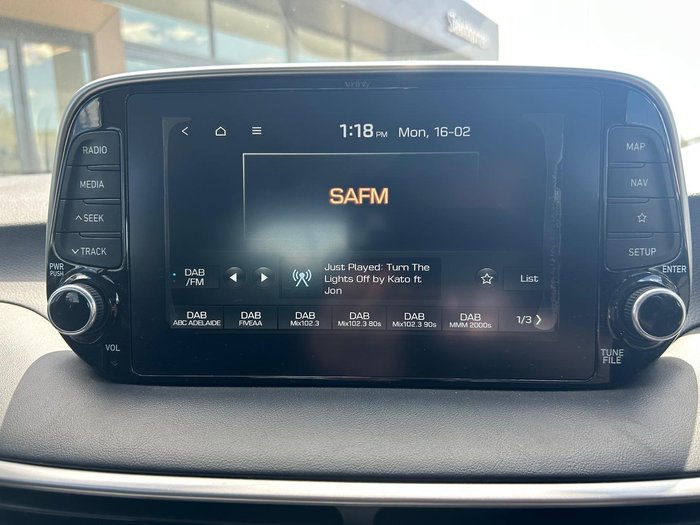 1:18 PM Mon, 16-02
RADIO
MEDIA
SEEK
TRACK
PWR
PUSH
VOL
SAFM
DAB
/FM
Just Played: Turn The
Lights Off by Kato ft
Jon
List
DAB
ABC ADELAIDE
DAB
FIVEAA
DAB
Mix102.3
DAB
Mix102.3 80s
DAB
Mix102.3 90s
DAB
MMM 2000s
1/3
MAP
NAV
SETUP
ENTER
TUNE
FILE